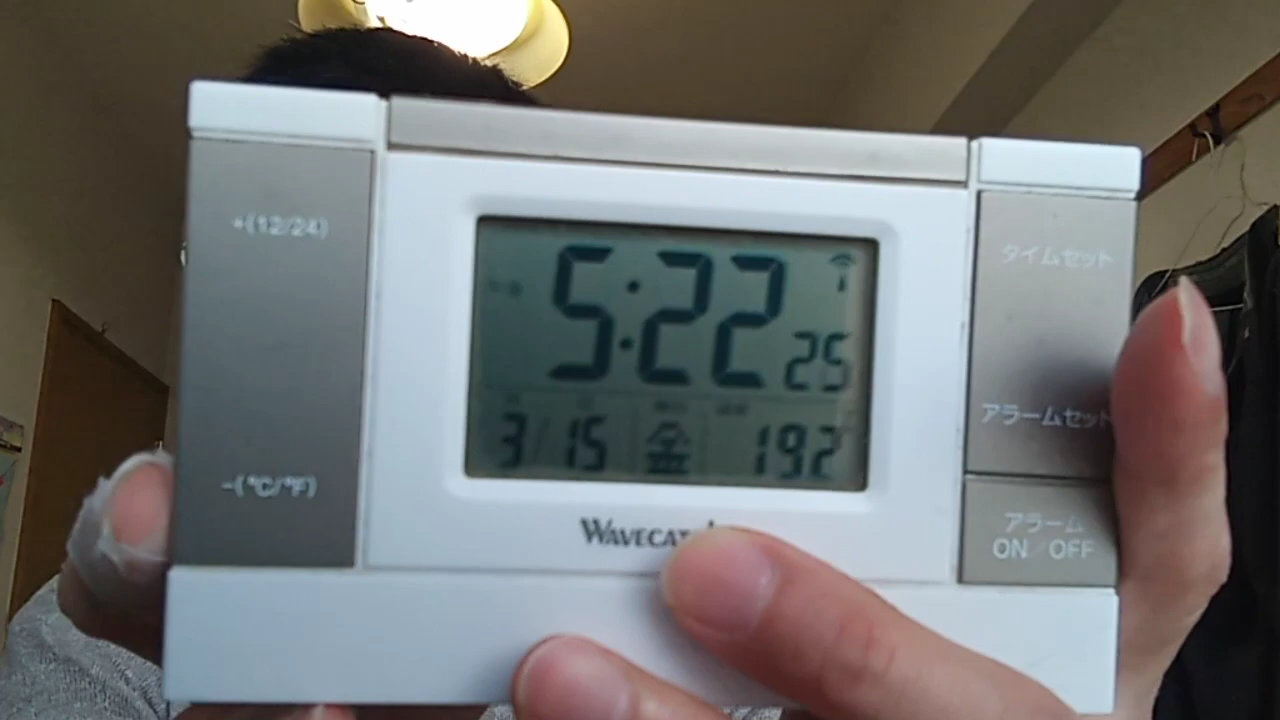 +(12/24)
-(°C/°F)
5:22 25
3/15 金 19.2
WAVECAT
タイムセット
アラームセット
アラーム
ON/OFF